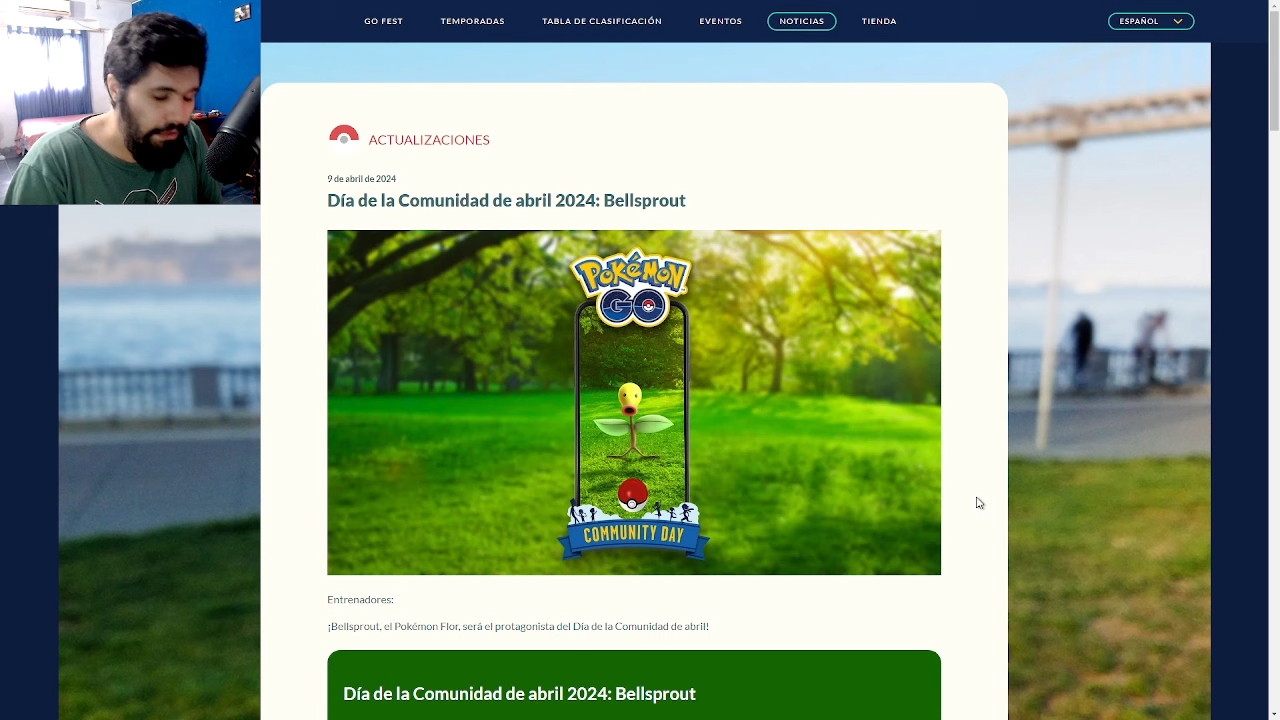 GO FEST
TEMPORADAS
TABLA DE CLASIFICACIÓN
EVENTOS
NOTICIAS
TIENDA
ESPAÑOL
ACTUALIZACIONES
9 de abril de 2024
Día de la Comunidad de abril 2024: Bellsprout
POKÉMON
GO
COMMUNITY DAY
Entrenadores:
¡Bellsprout, el Pokémon Flor, será el protagonista del Día de la Comunidad de abril!
Día de la Comunidad de abril 2024: Bellsprout